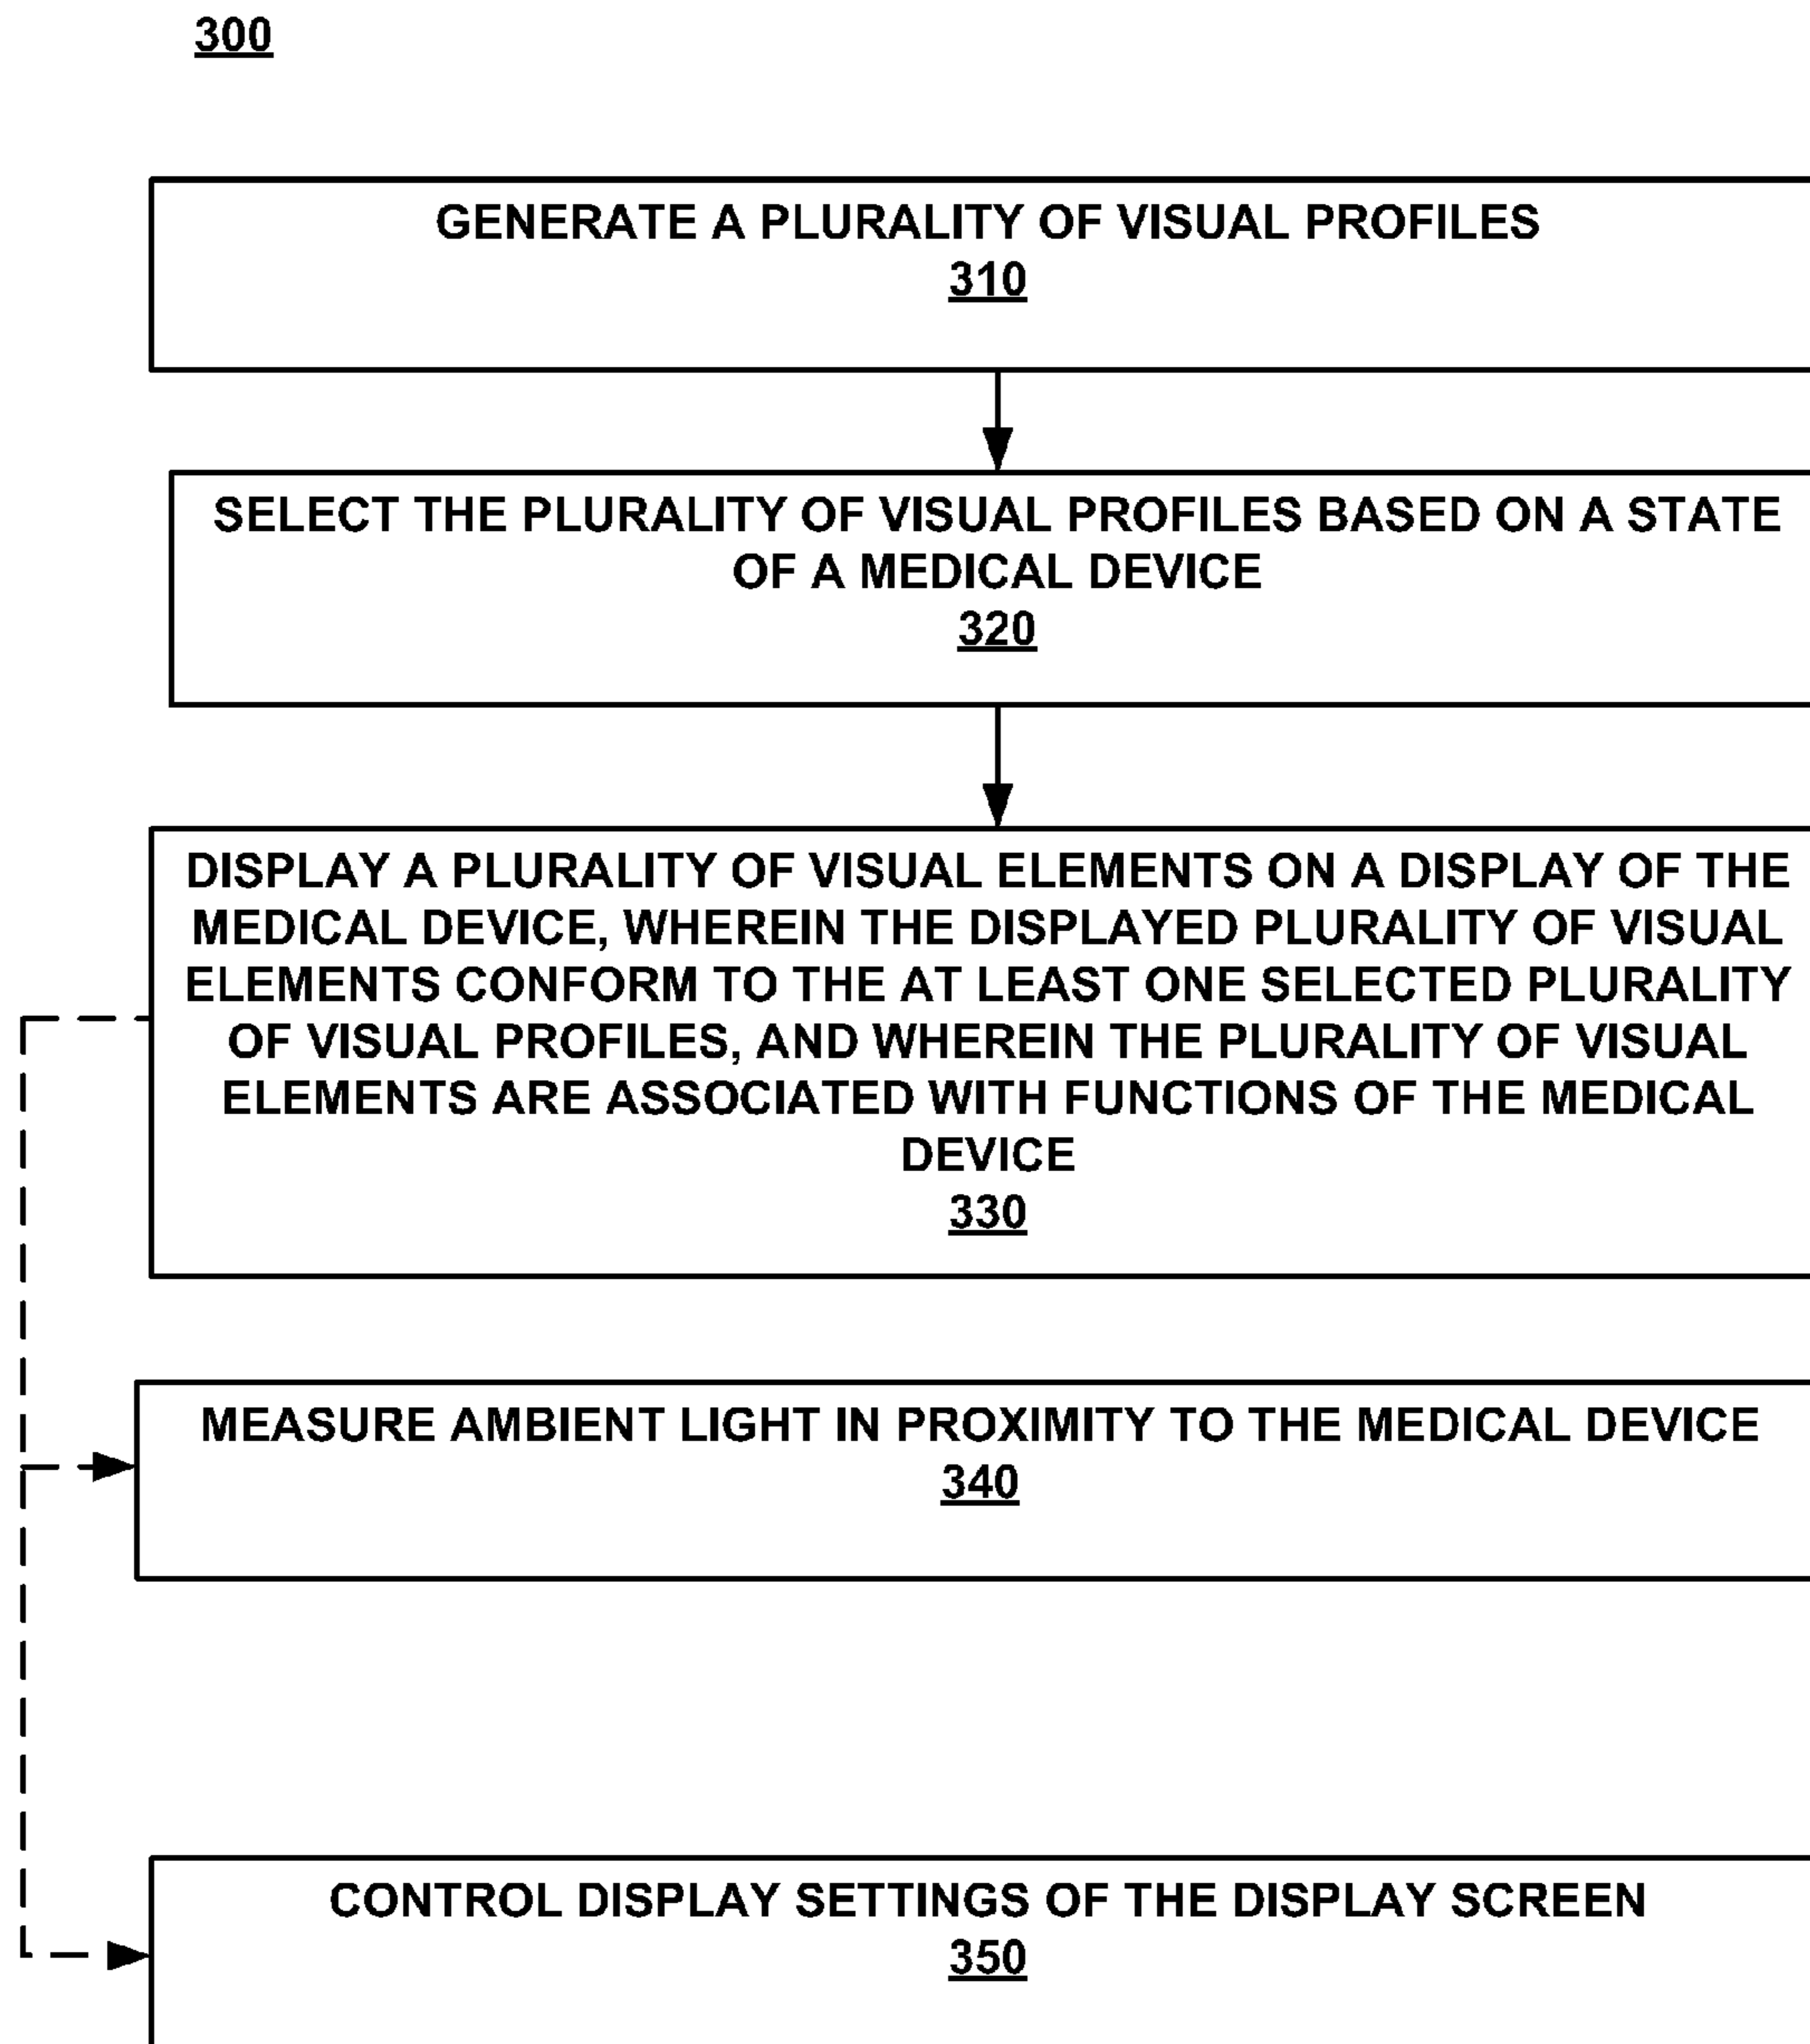 300
GENERATE A PLURALITY OF VISUAL PROFILES
310
SELECT THE PLURALITY OF VISUAL PROFILES BASED ON A STATE
OF A MEDICAL DEVICE
320
DISPLAY A PLURALITY OF VISUAL ELEMENTS ON A DISPLAY OF THE
MEDICAL DEVICE, WHEREIN THE DISPLAYED PLURALITY OF VISUAL
ELEMENTS CONFORM TO THE AT LEAST ONE SELECTED PLURALITY
OF VISUAL PROFILES, AND WHEREIN THE PLURALITY OF VISUAL
ELEMENTS ARE ASSOCIATED WITH FUNCTIONS OF THE MEDICAL
DEVICE
330
MEASURE AMBIENT LIGHT IN PROXIMITY TO THE MEDICAL DEVICE
340
CONTROL DISPLAY SETTINGS OF THE DISPLAY SCREEN
350